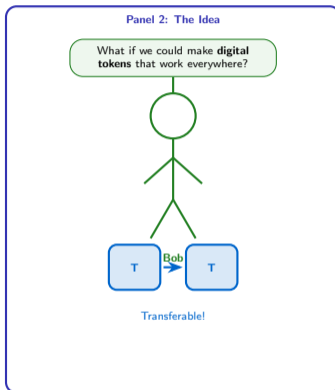 Panel 2: The Idea
What if we could make digital
tokens that work everywhere?
Bob
T T
Transferable!